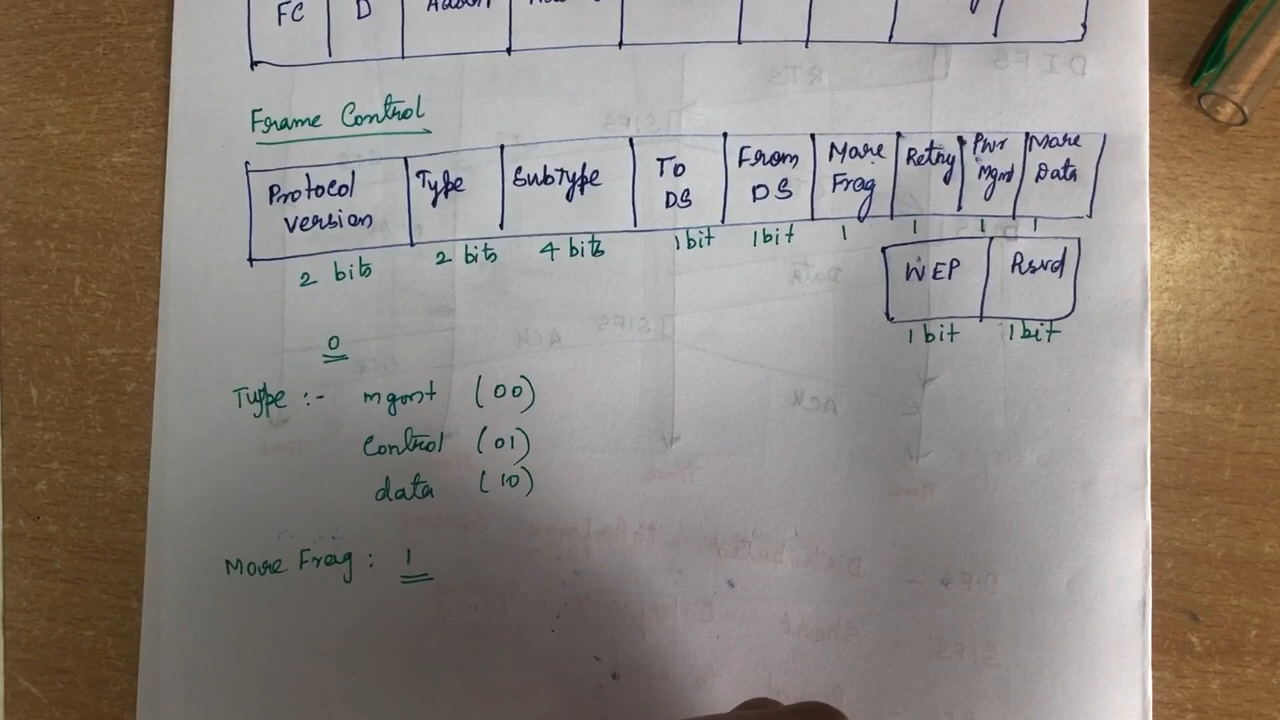 FC D
Frame Control
Protocol version Type SubType To DS From DS More Frag Retry Pwr Mgmt More Data
2 bits 2 bits 4 bits 1 bit 1 bit 1 1 1 1
WEP Rsvd
1 bit 1 bit
0
Type :- mgmt (00)
control (01)
data (10)
More Frag : 1